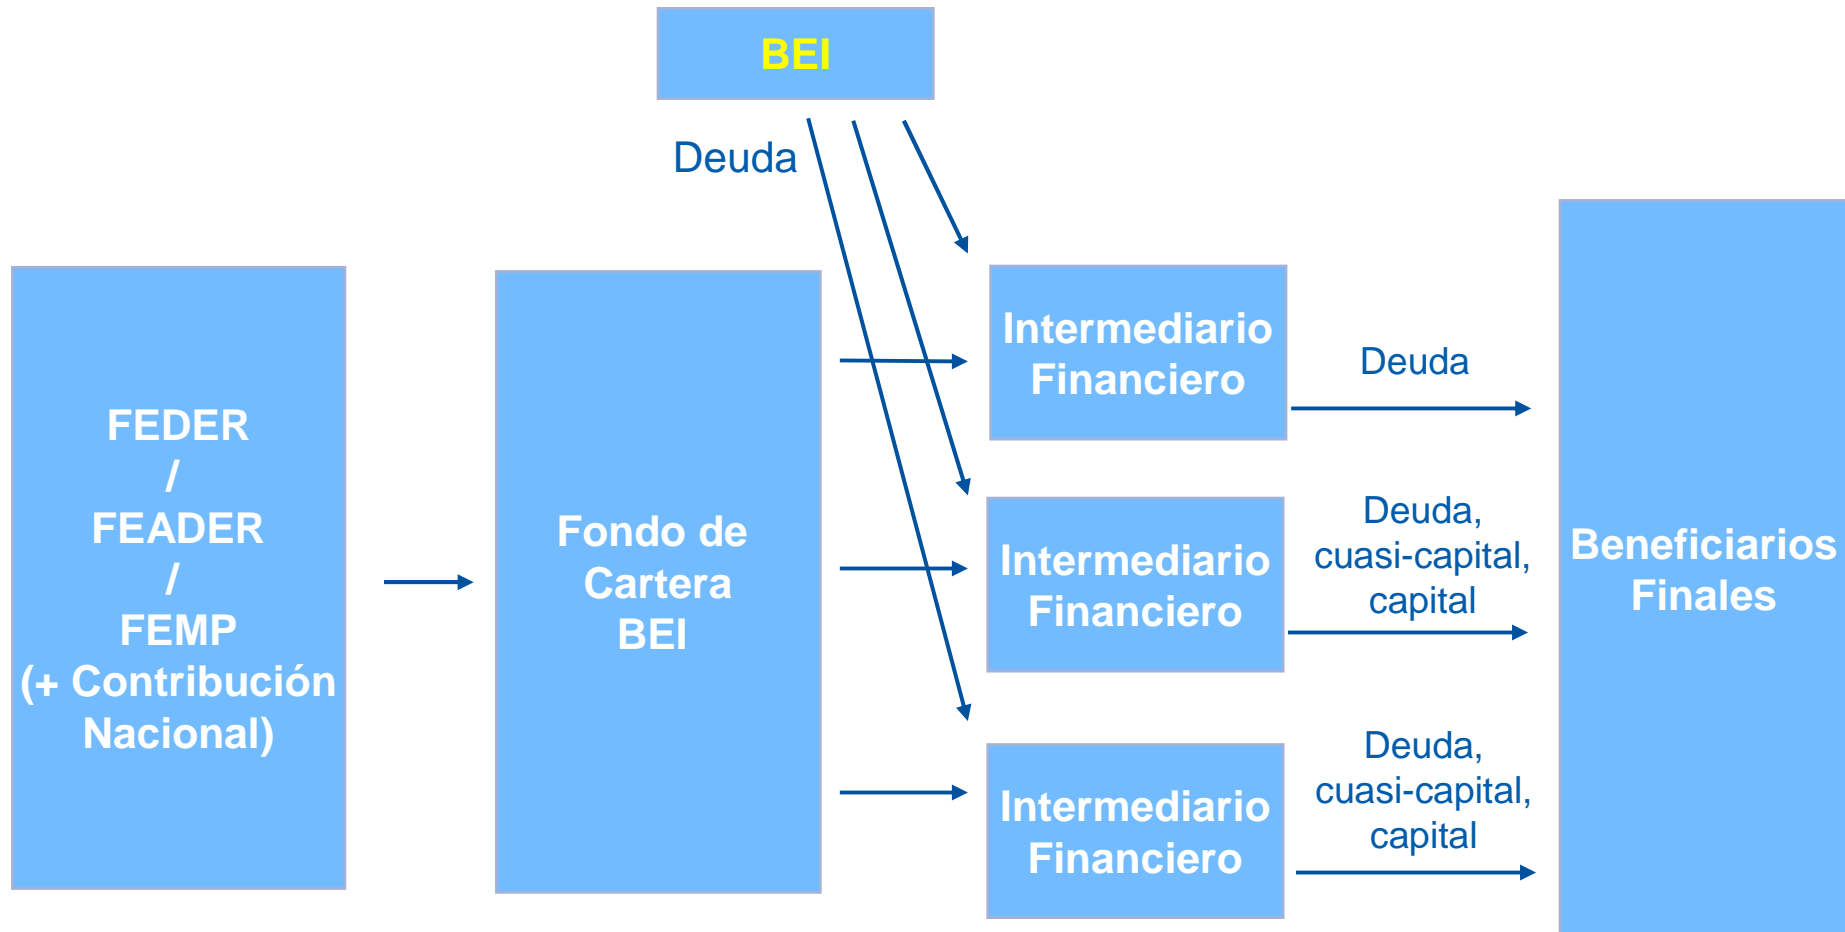 BEI
Deuda
FEDER
/
FEADER
/
FEMP
(+ Contribución
Nacional)
Fondo de
Cartera
BEI
Intermediario
Financiero
Deuda
Intermediario
Financiero
Deuda,
cuasi-capital,
capital
Intermediario
Financiero
Deuda,
cuasi-capital,
capital
Beneficiarios
Finales